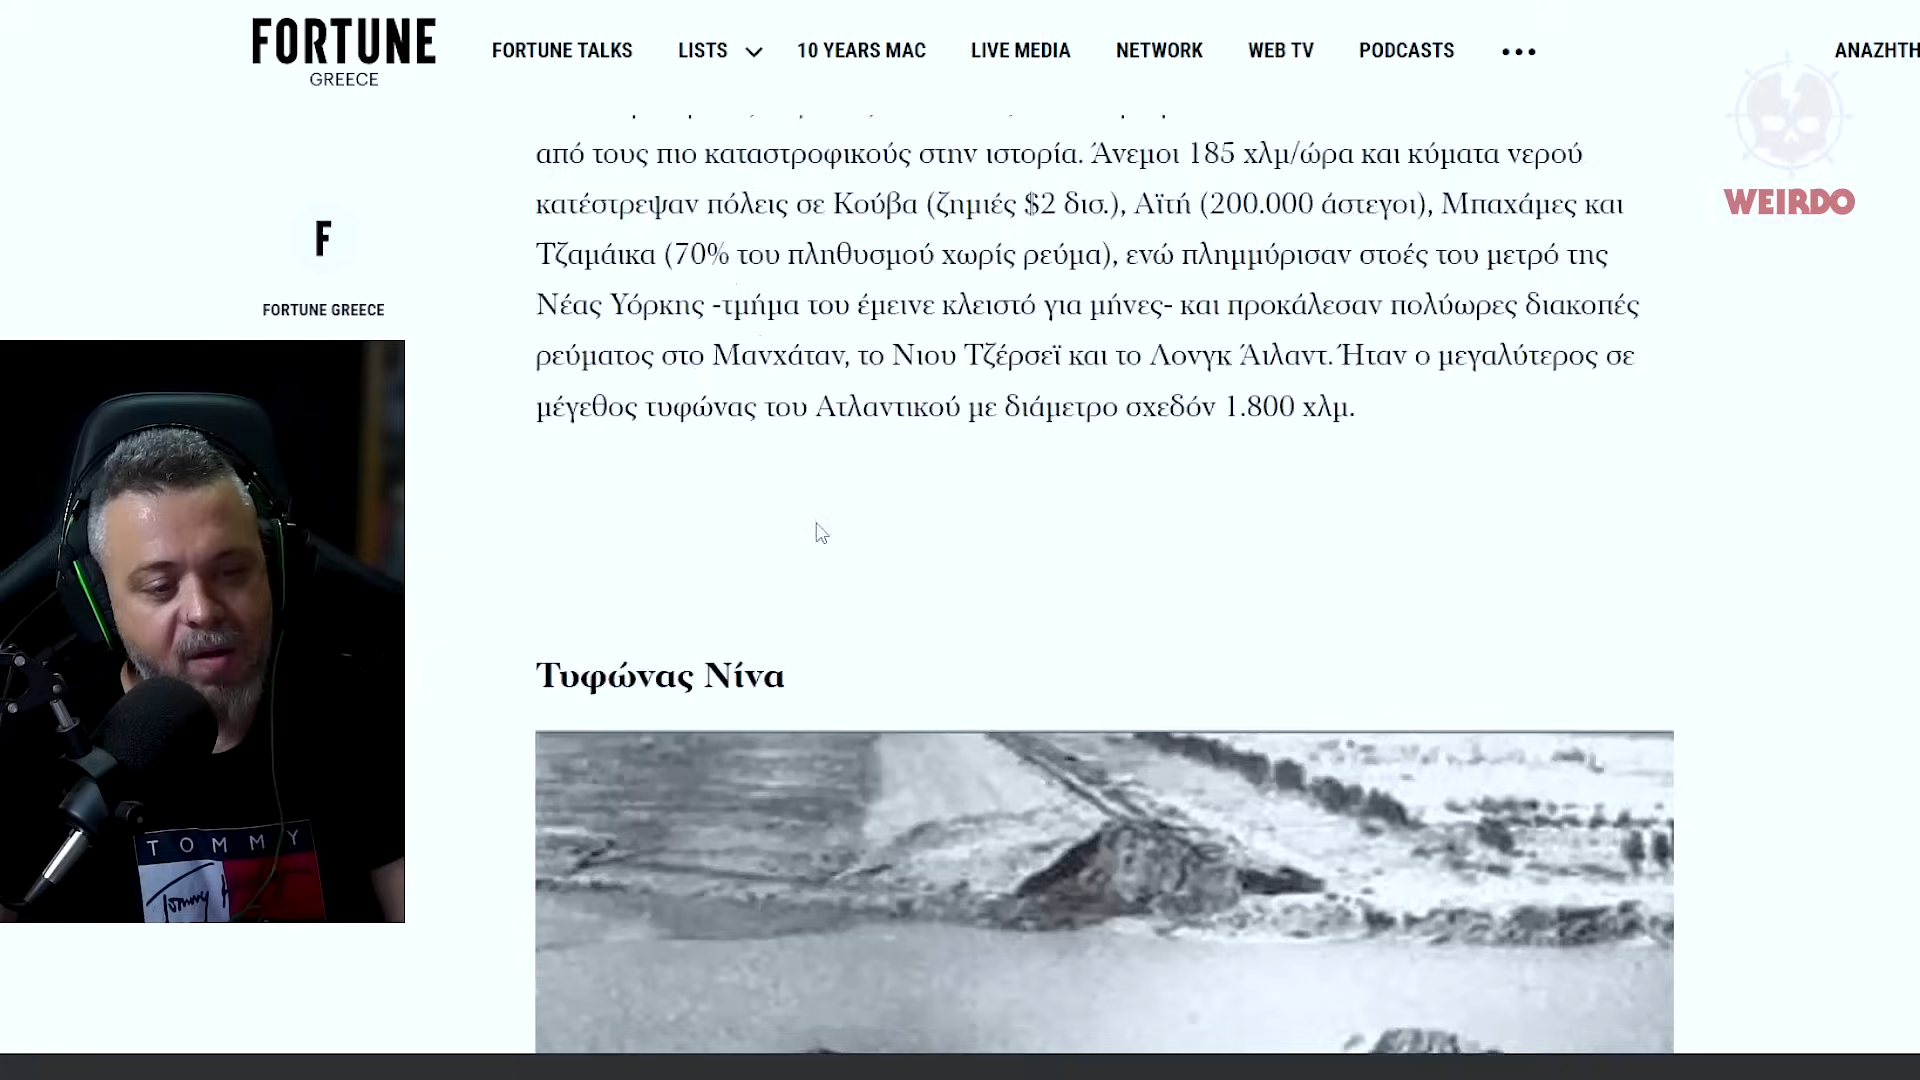 FORTUNE
GREECE
FORTUNE TALKS
LISTS
10 YEARS MAC
LIVE MEDIA
NETWORK
WEB TV
PODCASTS
ΑΝΑΖΗΤΗ
WEIRDO
F
FORTUNE GREECE
από τους πιο καταστροφικούς στην ιστορία. Άνεμοι 185 χλμ/ώρα και κύματα νερού
κατέστρεψαν πόλεις σε Κούβα (ζημιές $2 δισ.), Αϊτή (200.000 άστεγοι), Μπαχάμες και
Τζαμάικα (70% του πληθυσμού χωρίς ρεύμα), ενώ πλημμύρισαν στοές του μετρό της
Νέας Υόρκης -τμήμα του έμεινε κλειστό για μήνες- και προκάλεσαν πολύωρες διακοπές
ρεύματος στο Μανχάταν, το Νιου Τζέρσεϊ και το Λονγκ Άιλαντ. Ήταν ο μεγαλύτερος σε
μέγεθος τυφώνας του Ατλαντικού με διάμετρο σχεδόν 1.800 χλμ.
Τυφώνας Νίνα
TOMMY
Tommy